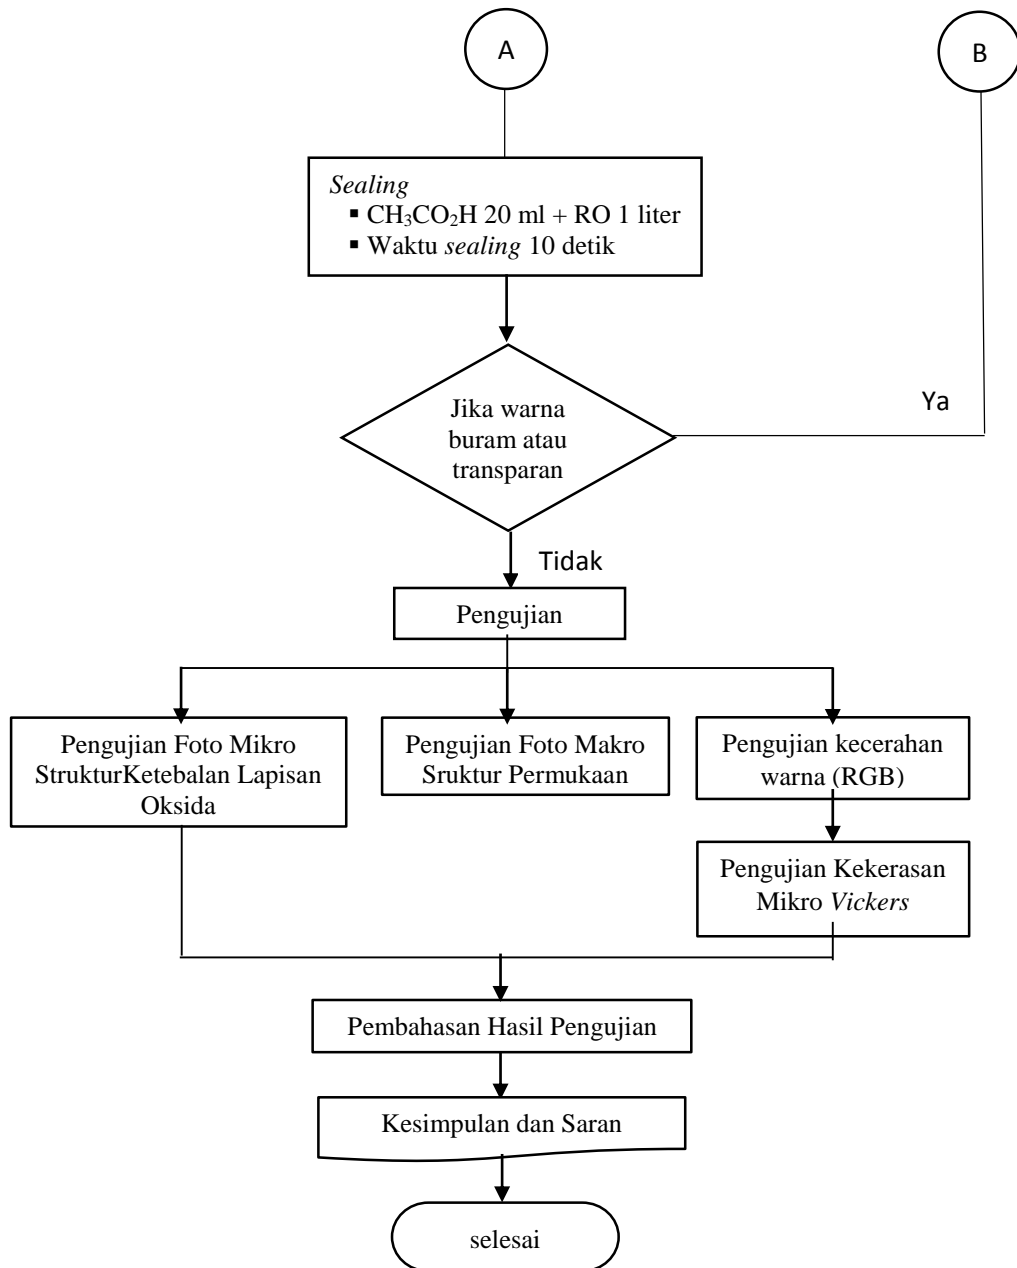 A
B
Sealing
▪ CH₃CO₂H 20 ml + RO 1 liter
▪ Waktu sealing 10 detik
Jika warna
buram atau
transparan
Ya
Tidak
Pengujian
Pengujian Foto Mikro
StrukturKetebalan Lapisan
Oksida
Pengujian Foto Makro
Sruktur Permukaan
Pengujian kecerahan
warna (RGB)
Pengujian Kekerasan
Mikro Vickers
Pembahasan Hasil Pengujian
Kesimpulan dan Saran
selesai